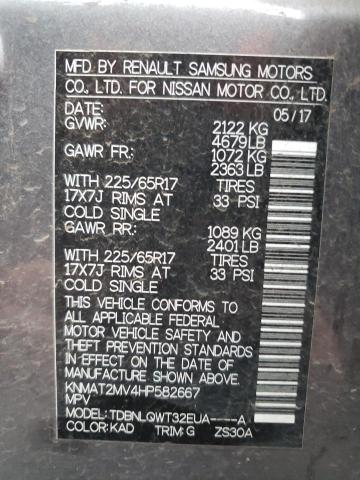 MFD BY RENAULT SAMSUNG MOTORS
CO., LTD. FOR NISSAN MOTOR CO., LTD.
DATE: 05/17
GVWR: 2122 KG
4679 LB
GAWR FR: 1072 KG
2363 LB
WITH 225/65R17 TIRES
17X7J RIMS AT 33 PSI
COLD SINGLE
GAWR RR: 1089 KG
2401 LB
WITH 225/65R17 TIRES
17X7J RIMS AT 33 PSI
COLD SINGLE
THIS VEHICLE CONFORMS TO
ALL APPLICABLE FEDERAL
MOTOR VEHICLE SAFETY AND
THEFT PREVENTION STANDARDS
IN EFFECT ON THE DATE OF
MANUFACTURE SHOWN ABOVE.
KNMAT2MV4HP582667
MPV
MODEL:TDBNLQWT32EUA----A
COLOR:KAD TRIM:G ZS30A